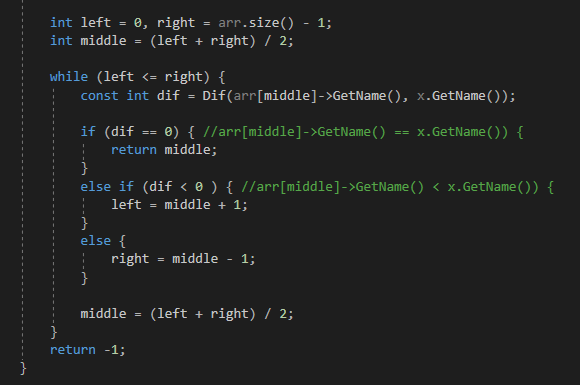 int left = 0, right = arr.size() - 1;
int middle = (left + right) / 2;
while (left <= right) {
const int dif = Dif(arr[middle]->GetName(), x.GetName());
if (dif == 0) { //arr[middle]->GetName() == x.GetName()) {
return middle;
}
else if (dif < 0 ) { //arr[middle]->GetName() < x.GetName()) {
left = middle + 1;
}
else {
right = middle - 1;
}
middle = (left + right) / 2;
}
return -1;
}